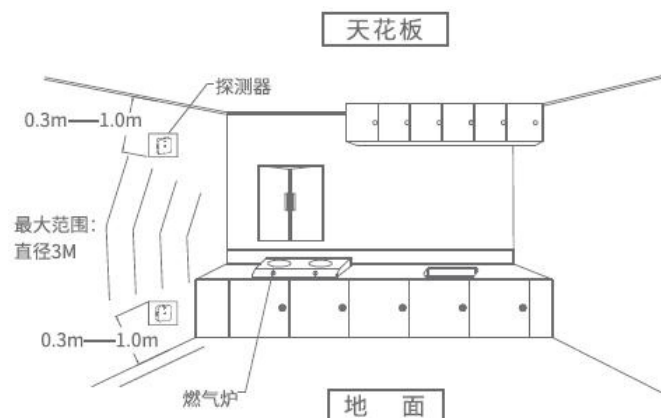 天花板
探测器
0.3m——1.0m
最大范围：
直径3M
0.3m——1.0m
燃气炉
地 面